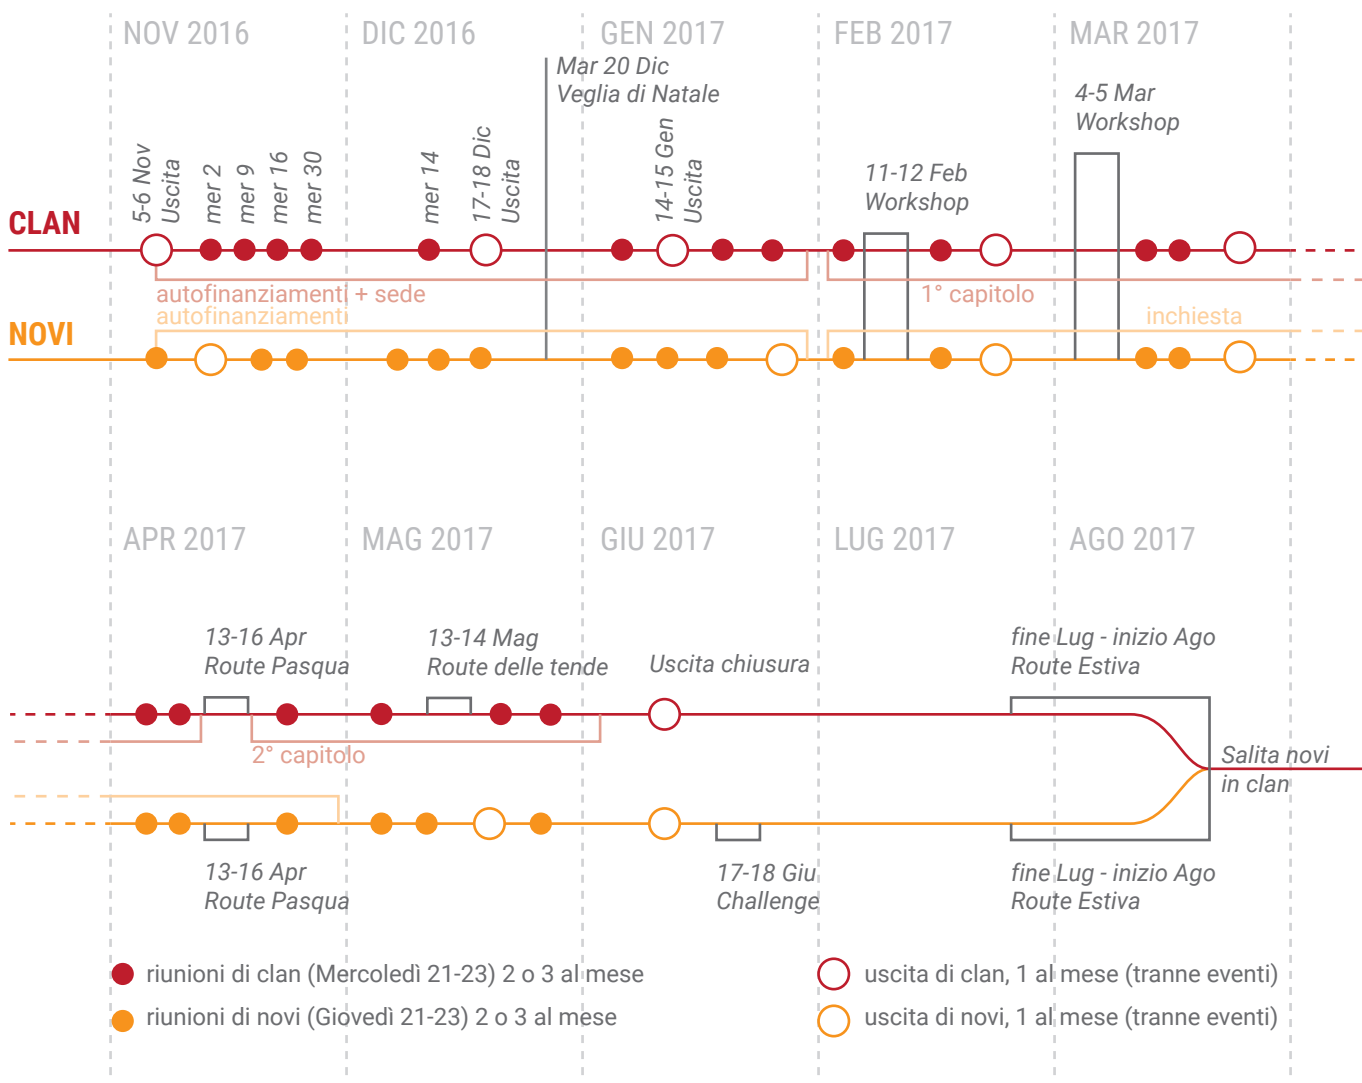 NOV 2016
DIC 2016
GEN 2017
FEB 2017
MAR 2017
Mar 20 Dic
Veglia di Natale
4-5 Mar
Workshop
5-6 Nov
Uscita
mer 2
mer 9
mer 16
mer 30
mer 14
17-18 Dic
Uscita
14-15 Gen
Uscita
11-12 Feb
Workshop
CLAN
autofinanziamenti + sede
1° capitolo
autofinanziamenti
inchiesta
NOVI
APR 2017
MAG 2017
GIU 2017
LUG 2017
AGO 2017
13-16 Apr
Route Pasqua
13-14 Mag
Route delle tende
Uscita chiusura
fine Lug - inizio Ago
Route Estiva
2° capitolo
Salita novi
in clan
13-16 Apr
Route Pasqua
17-18 Giu
Challenge
fine Lug - inizio Ago
Route Estiva
riunioni di clan (Mercoledì 21-23) 2 o 3 al mese
uscita di clan, 1 al mese (tranne eventi)
riunioni di novi (Giovedì 21-23) 2 o 3 al mese
uscita di novi, 1 al mese (tranne eventi)